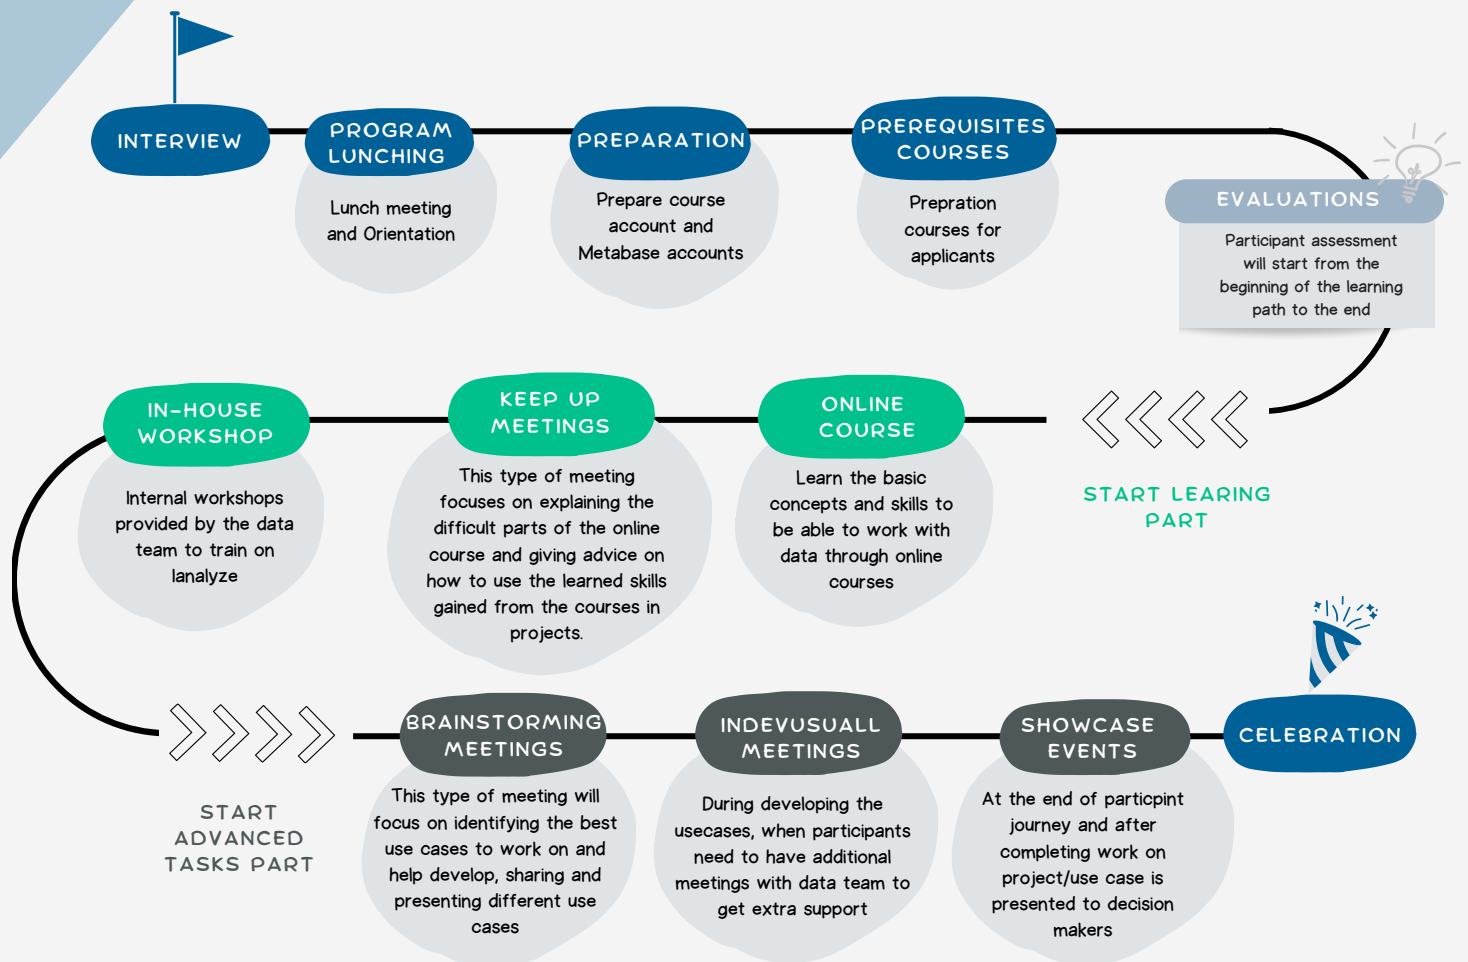 INTERVIEW
PROGRAM
LUNCHING
Lunch meeting
and Orientation
PREPARATION
Prepare course
account and
Metabase accounts
PREREQUISITES
COURSES
Prepration
courses for
applicants
EVALUATIONS
Participant assessment
will start from the
beginning of the learning
path to the end
START LEARING
PART
ONLINE
COURSE
Learn the basic
concepts and skills to
be able to work with
data through online
courses
KEEP UP
MEETINGS
This type of meeting
focuses on explaining the
difficult parts of the online
course and giving advice on
how to use the learned skills
gained from the courses in
projects.
IN-HOUSE
WORKSHOP
Internal workshops
provided by the data
team to train on
lanalyze
START
ADVANCED
TASKS PART
BRAINSTORMING
MEETINGS
This type of meeting will
focus on identifying the best
use cases to work on and
help develop, sharing and
presenting different use
cases
INDEVUSUALL
MEETINGS
During developing the
usecases, when participants
need to have additional
meetings with data team to
get extra support
SHOWCASE
EVENTS
At the end of particpint
journey and after
completing work on
project/use case is
presented to decision
makers
CELEBRATION